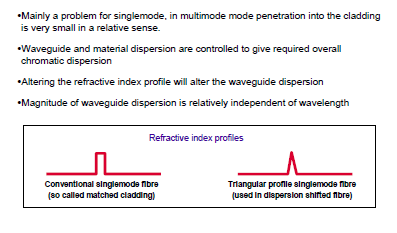 •Mainly a problem for singlemode, in multimode mode penetration into the cladding
is very small in a relative sense.
•Waveguide and material dispersion are controlled to give required overall
chromatic dispersion
•Altering the refractive index profile will alter the waveguide dispersion
•Magnitude of waveguide dispersion is relatively independent of wavelength
Refractive index profiles
Conventional singlemode fibre
(so called matched cladding)
Triangular profile singlemode fibre
(used in dispersion shifted fibre)